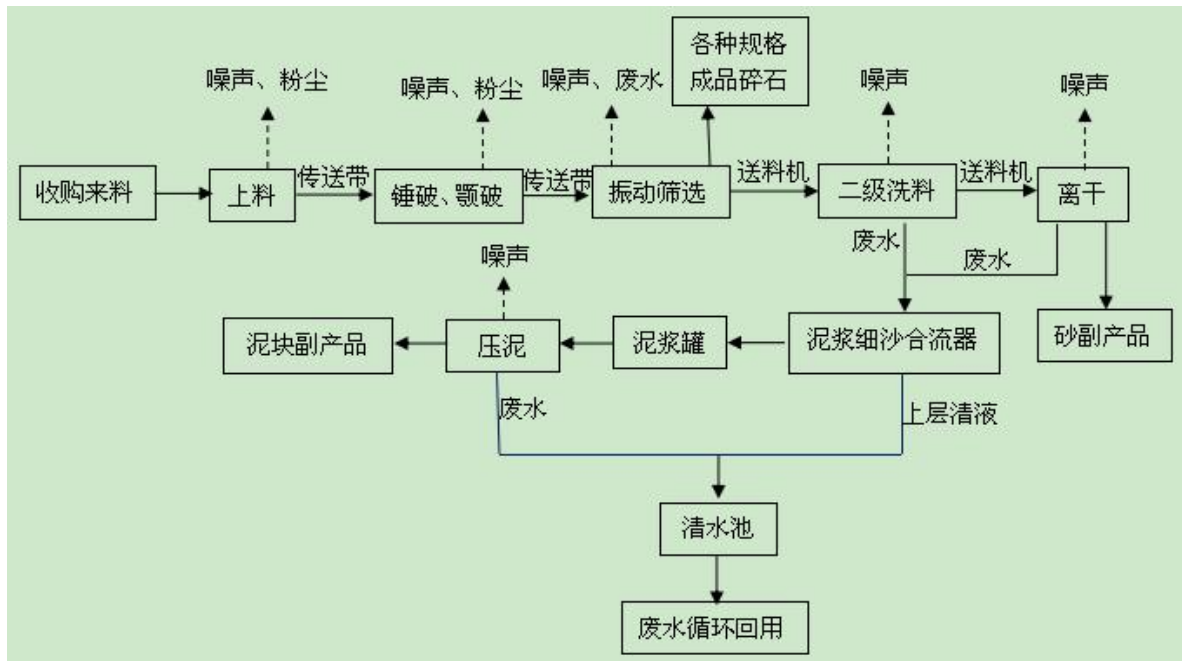 各种规格
成品碎石
噪声、粉尘
噪声、粉尘
噪声、废水
噪声
噪声
收购来料
上料
传送带
锤破、颚破
传送带
振动筛选
送料机
二级洗料
送料机
离干
废水
废水
噪声
泥块副产品
压泥
泥浆罐
泥浆细沙合流器
砂副产品
废水
上层清液
清水池
废水循环回用